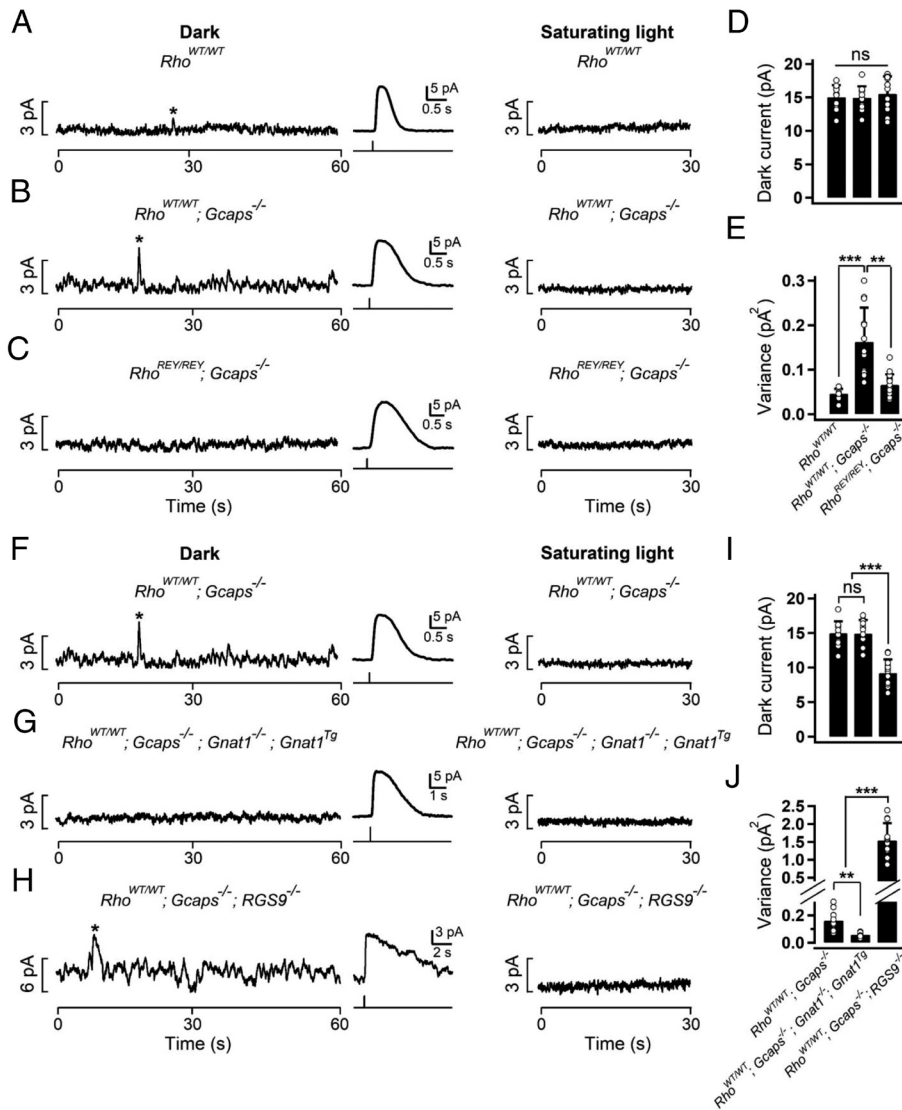 A
Dark
Rho^WT/WT
3 pA
*
0 30 60
5 pA
0.5 s
Saturating light
Rho^WT/WT
3 pA
0 30
B
Rho^WT/WT; Gcaps^-/-
3 pA
*
0 30 60
5 pA
0.5 s
Rho^WT/WT; Gcaps^-/-
3 pA
0 30
C
Rho^REY/REY; Gcaps^-/-
3 pA
0 30 60
Time (s)
5 pA
0.5 s
Rho^REY/REY; Gcaps^-/-
3 pA
0 30
Time (s)
D
ns
Dark current (pA)
20
15
10
5
0
E
*** **
Variance (pA²)
0.3
0.2
0.1
0.0
Rho^WT/WT
Rho^WT/WT; Gcaps^-/-
Rho^REY/REY; Gcaps^-/-
F
Dark
Rho^WT/WT; Gcaps^-/-
3 pA
*
0 30 60
5 pA
0.5 s
Saturating light
Rho^WT/WT; Gcaps^-/-
3 pA
0 30
G
Rho^WT/WT; Gcaps^-/-; Gnat1^-/-; Gnat1^Tg
3 pA
0 30 60
5 pA
1 s
Rho^WT/WT; Gcaps^-/-; Gnat1^-/-; Gnat1^Tg
3 pA
0 30
H
Rho^WT/WT; Gcaps^-/-; RGS9^-/-
6 pA
*
0 30 60
Time (s)
3 pA
2 s
Rho^WT/WT; Gcaps^-/-; RGS9^-/-
3 pA
0 30
Time (s)
I
***
ns
Dark current (pA)
20
15
10
5
0
J
***
**
Variance (pA²)
2.5
2.0
1.5
1.0
0.5
0.2
0.0
Rho^WT/WT; Gcaps^-/-
Rho^WT/WT; Gcaps^-/-; Gnat1^-/-; Gnat1^Tg
Rho^WT/WT; Gcaps^-/-; RGS9^-/-